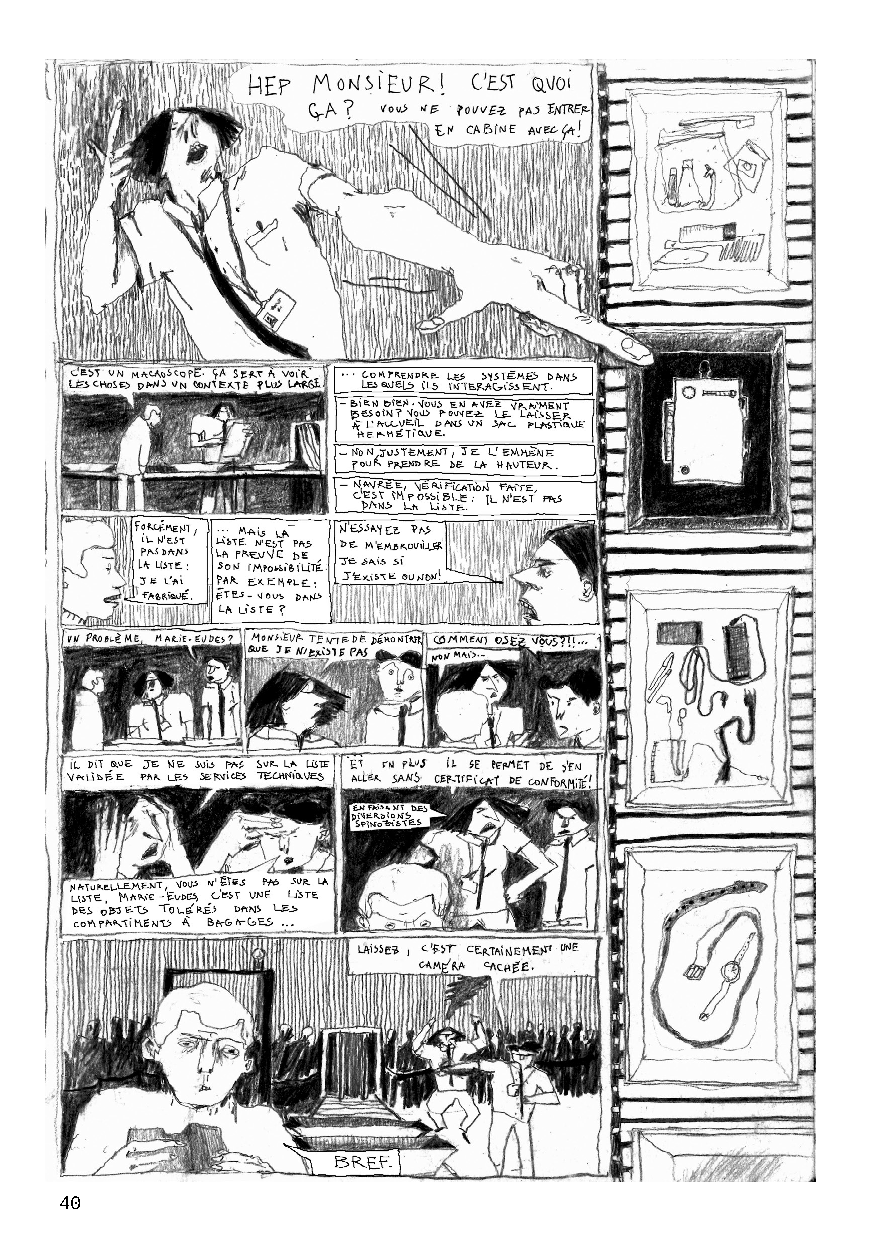 HEP MONSIEUR! C'EST QUOI
ÇA? VOUS NE POUVEZ PAS ENTRER
EN CABINE AVEC ÇA!
C'EST UN MACROSCOPE. ÇA SERT À VOIR
LES CHOSES DANS UN CONTEXTE PLUS LARGE
... COMPRENDRE LES SYSTÈMES DANS
LESQUELS ILS INTERAGISSENT.
- BIEN BIEN. VOUS EN AVEZ VRAIMENT
BESOIN? VOUS POUVEZ LE LAISSER
À L'ACCUEIL DANS UN SAC PLASTIQUE
HERMÉTIQUE.
- NON, JUSTEMENT, JE L'EMMÈNE
POUR PRENDRE DE LA HAUTEUR.
- NAVRÉE, VÉRIFICATION FAITE,
C'EST IMPOSSIBLE: IL N'EST PAS
DANS LA LISTE.
FORCÉMENT,
IL N'EST
PAS DANS
LA LISTE:
JE L'AI
FABRIQUÉ.
... MAIS LA
LISTE N'EST PAS
LA PREUVE DE
SON IMPOSSIBILITÉ.
PAR EXEMPLE:
ÊTES-VOUS DANS
LA LISTE?
N'ESSAYEZ PAS
DE M'EMBROUILLER
JE SAIS SI
J'EXISTE OU NON!
UN PROBLÈME, MARIE-EUDES?
MONSIEUR TENTE DE DÉMONTRER
QUE JE N'EXISTE PAS
COMMENT OSEZ VOUS?!!...
NON MAIS...
IL DIT QUE JE NE SUIS PAS SUR LA LISTE
VALIDÉE PAR LES SERVICES TECHNIQUES
NATURELLEMENT, VOUS N'ÊTES PAS SUR LA
LISTE, MARIE-EUDES C'EST UNE LISTE
DES OBJETS TOLÉRÉS DANS LES
COMPARTIMENTS À BAGAGES ...
ET EN PLUS IL SE PERMET DE S'EN
ALLER SANS CERTIFICAT DE CONFORMITÉ!
EN FAISANT DES
DIVERSIONS
SPINOZISTES
LAISSEZ, C'EST CERTAINEMENT UNE
CAMÉRA CACHÉE.
BREF.
40